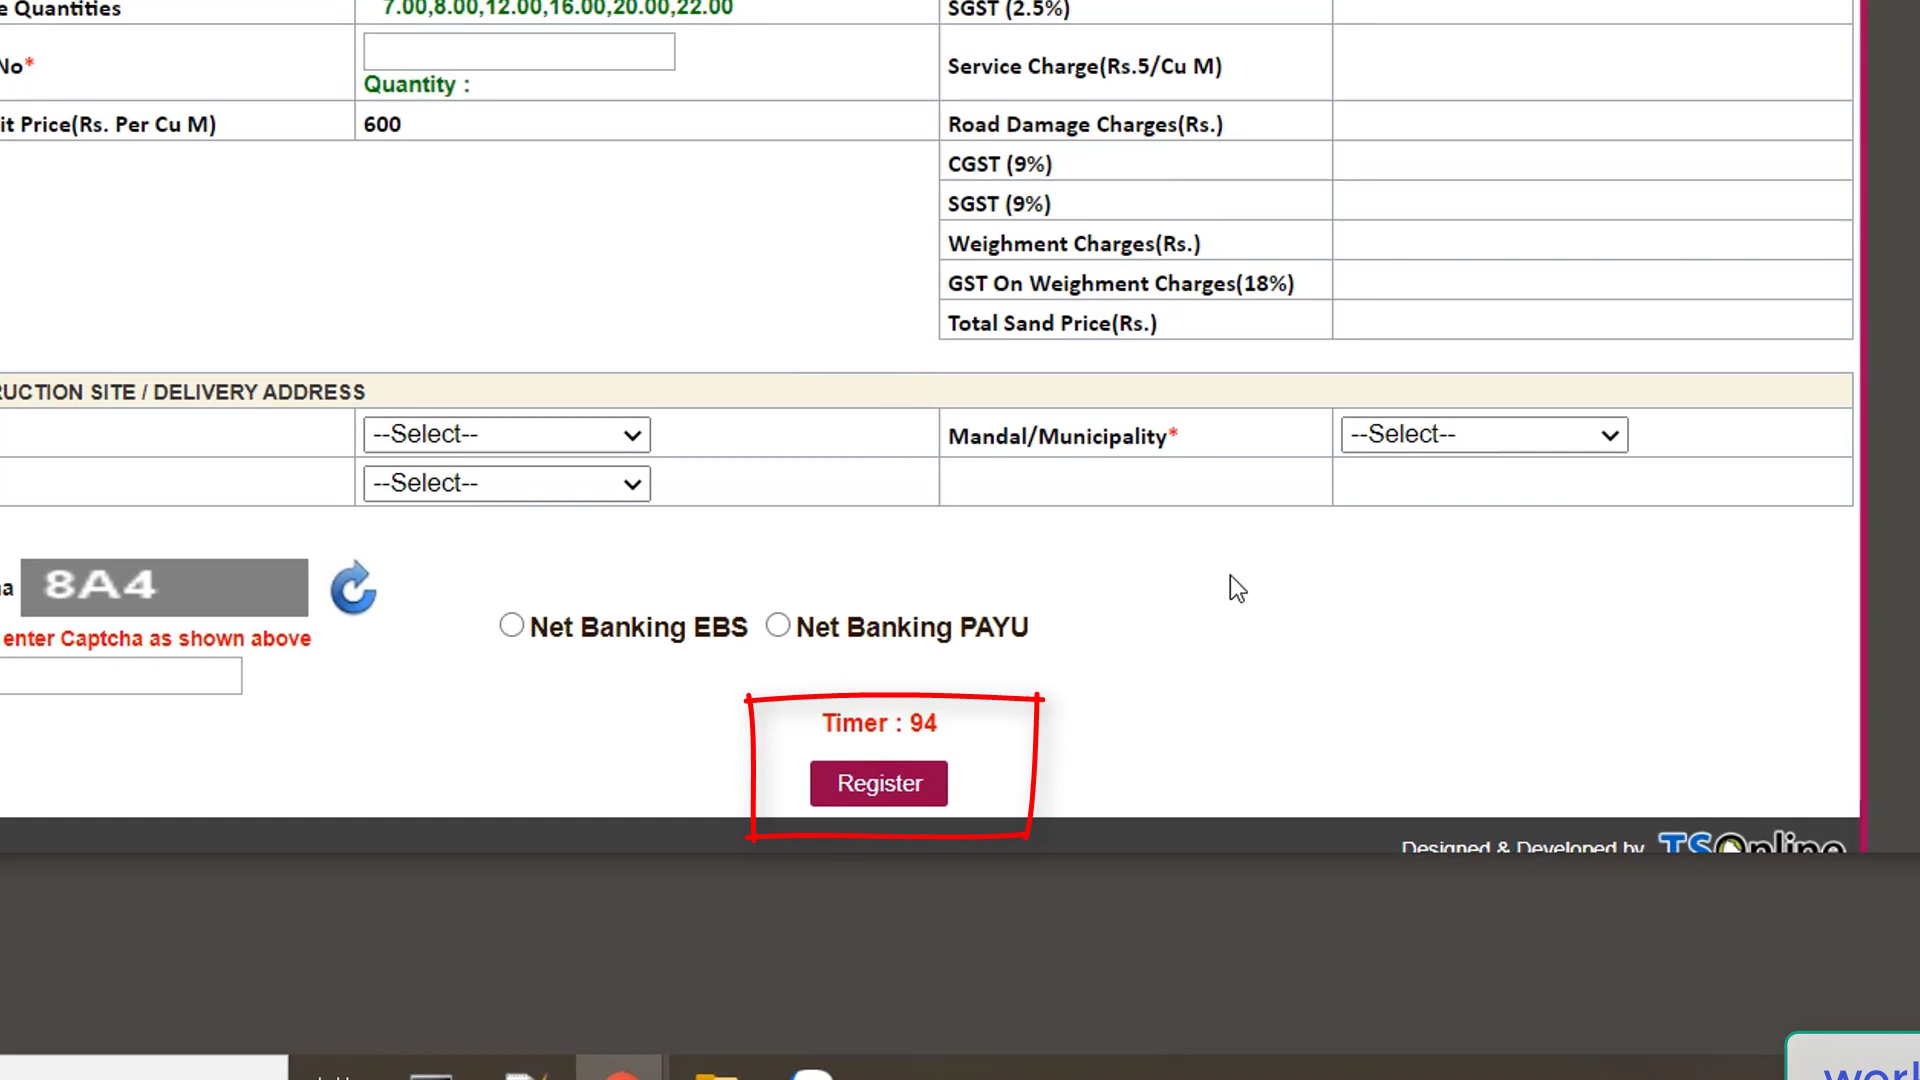 e Quantities 7.00,8.00,12.00,16.00,20.00,22.00 SGST (2.5%)
No*
Quantity :
Service Charge(Rs.5/Cu M)
it Price(Rs. Per Cu M) 600 Road Damage Charges(Rs.)
CGST (9%)
SGST (9%)
Weighment Charges(Rs.)
GST On Weighment Charges(18%)
Total Sand Price(Rs.)
RUCTION SITE / DELIVERY ADDRESS
--Select-- Mandal/Municipality* --Select--
--Select--
a 8A4
enter Captcha as shown above
Net Banking EBS Net Banking PAYU
Timer : 94
Register
Designed & Developed by TSOnline
worl